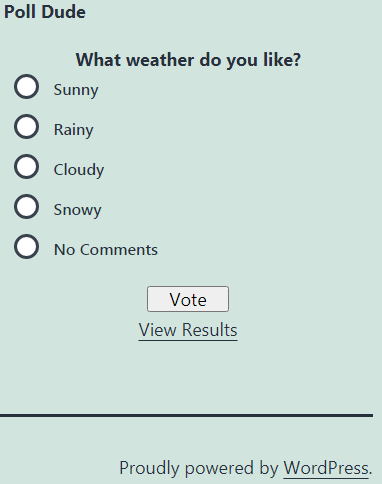 Poll Dude
What weather do you like?
Sunny
Rainy
Cloudy
Snowy
No Comments
Vote
View Results
Proudly powered by WordPress.